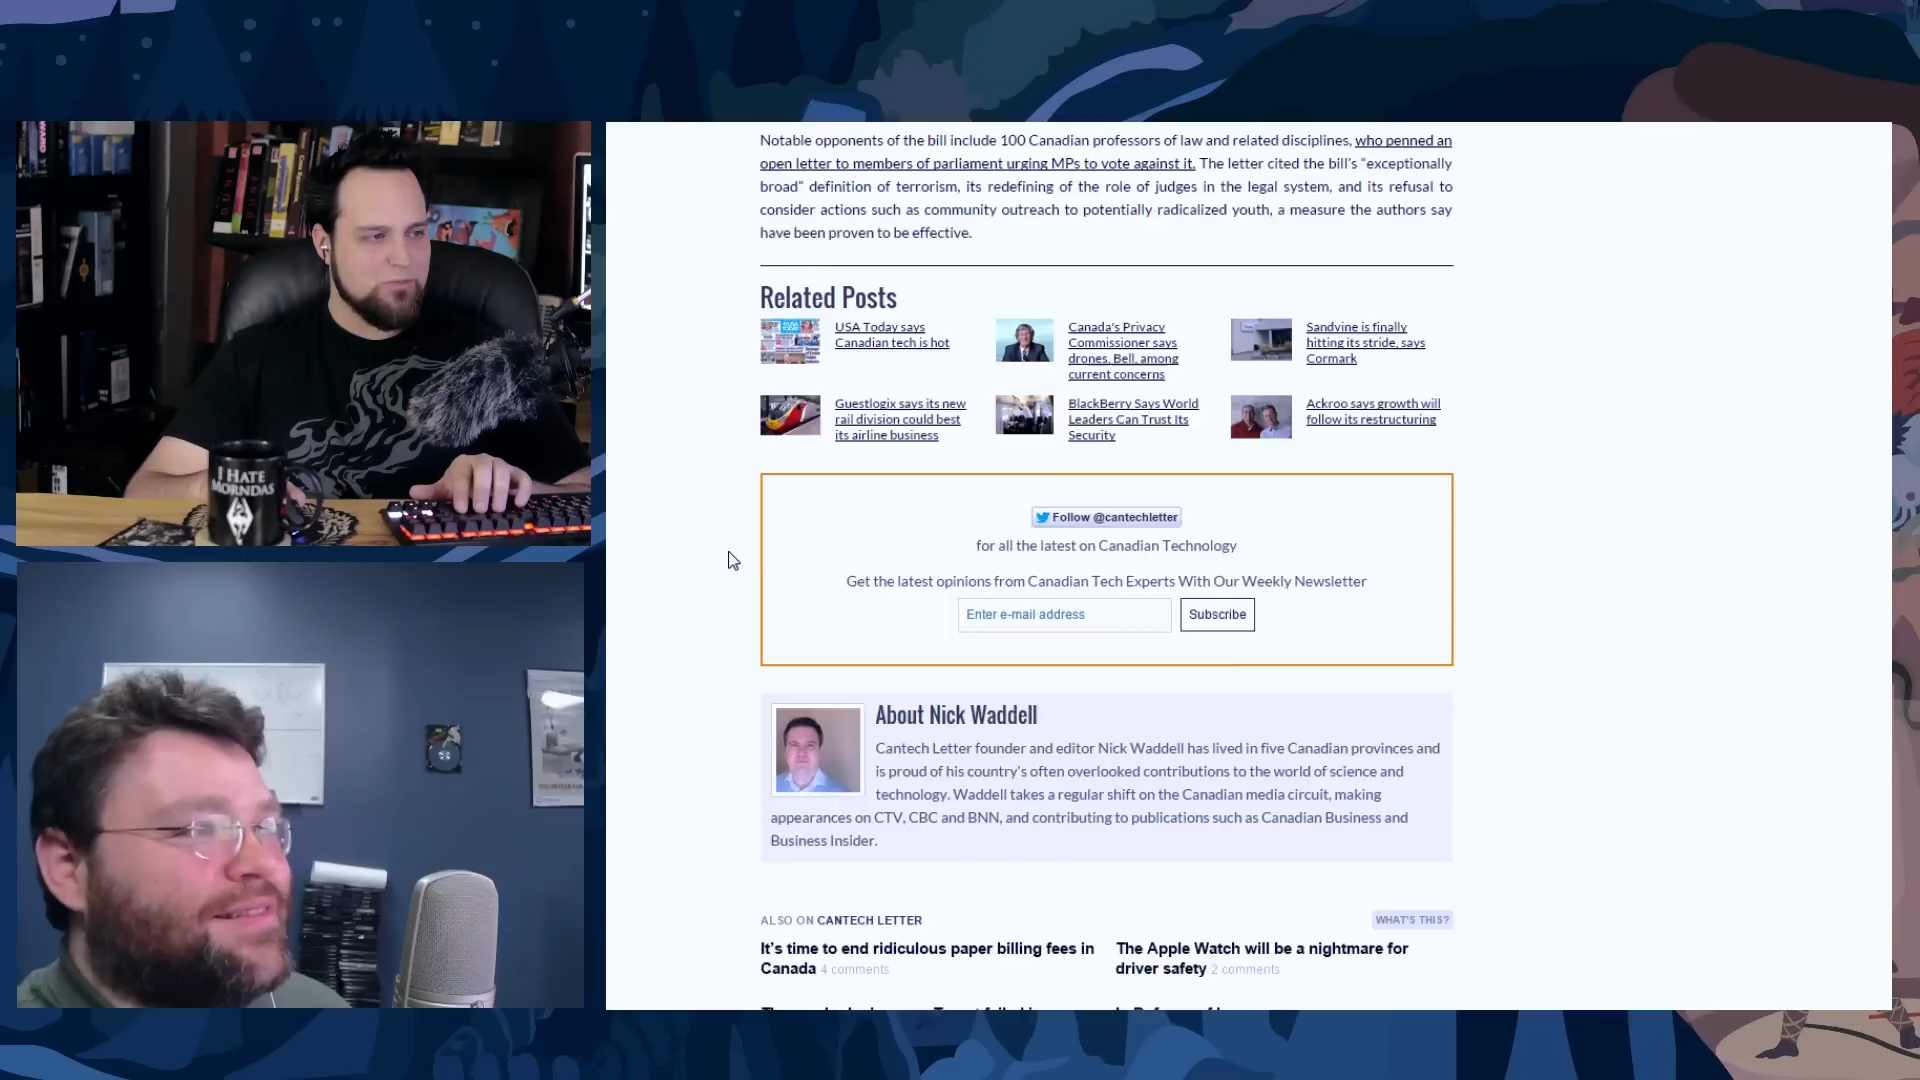 Notable opponents of the bill include 100 Canadian professors of law and related disciplines, who penned an
open letter to members of parliament urging MPs to vote against it. The letter cited the bill's “exceptionally
broad” definition of terrorism, its redefining of the role of judges in the legal system, and its refusal to
consider actions such as community outreach to potentially radicalized youth, a measure the authors say
have been proven to be effective.
Related Posts
USA Today says
Canadian tech is hot
Canada's Privacy
Commissioner says
drones, Bell, among
current concerns
Sandvine is finally
hitting its stride, says
Cormark
Guestlogix says its new
rail division could best
its airline business
BlackBerry Says World
Leaders Can Trust Its
Security
Ackroo says growth will
follow its restructuring
Follow @cantechletter
for all the latest on Canadian Technology
Get the latest opinions from Canadian Tech Experts With Our Weekly Newsletter
Enter e-mail address
Subscribe
About Nick Waddell
Cantech Letter founder and editor Nick Waddell has lived in five Canadian provinces and
is proud of his country's often overlooked contributions to the world of science and
technology. Waddell takes a regular shift on the Canadian media circuit, making
appearances on CTV, CBC and BNN, and contributing to publications such as Canadian Business and
Business Insider.
ALSO ON CANTECH LETTER
WHAT'S THIS?
It's time to end ridiculous paper billing fees in
Canada 4 comments
The Apple Watch will be a nightmare for
driver safety 2 comments
I HATE
MORNDAS